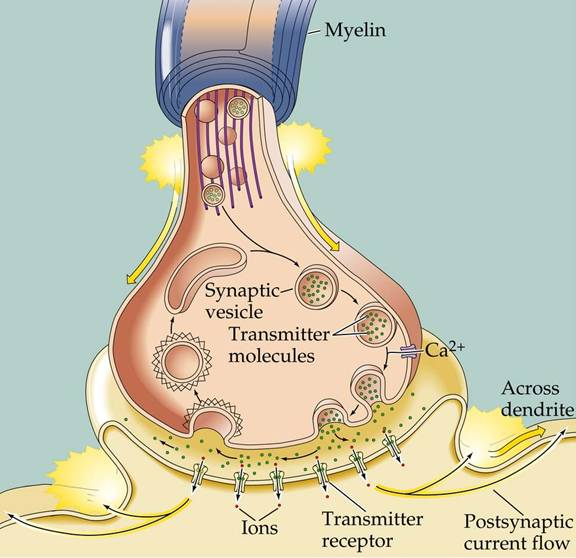 Myelin
Synaptic
vesicle
Transmitter
molecules
Ca²⁺
Across
dendrite
Ions
Transmitter
receptor
Postsynaptic
current flow